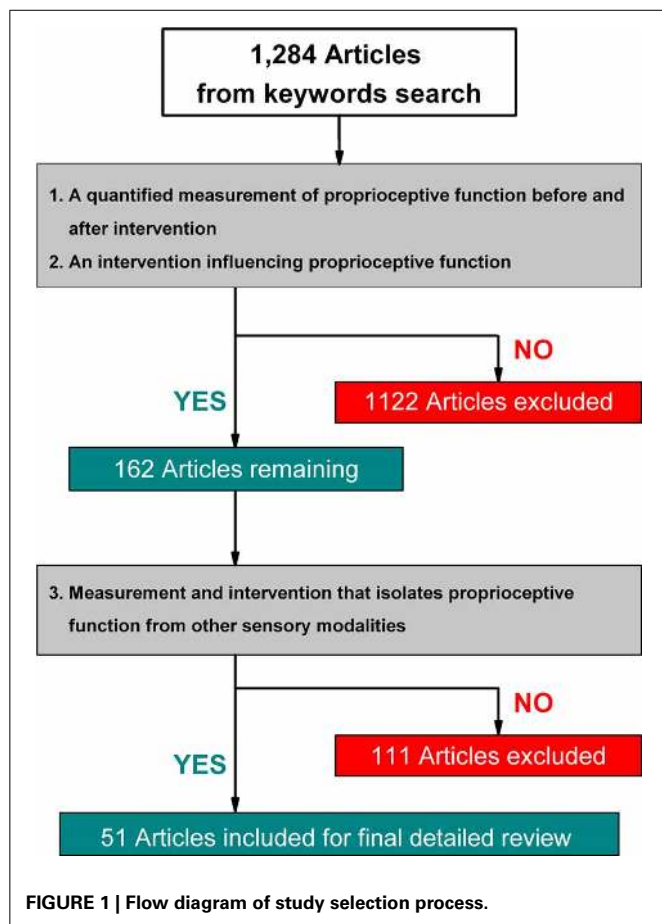 1,284 Articles
from keywords search
1. A quantified measurement of proprioceptive function before and
after intervention
2. An intervention influencing proprioceptive function
NO
YES
1122 Articles excluded
162 Articles remaining
3. Measurement and intervention that isolates proprioceptive
function from other sensory modalities
NO
YES
111 Articles excluded
51 Articles included for final detailed review
FIGURE 1 | Flow diagram of study selection process.